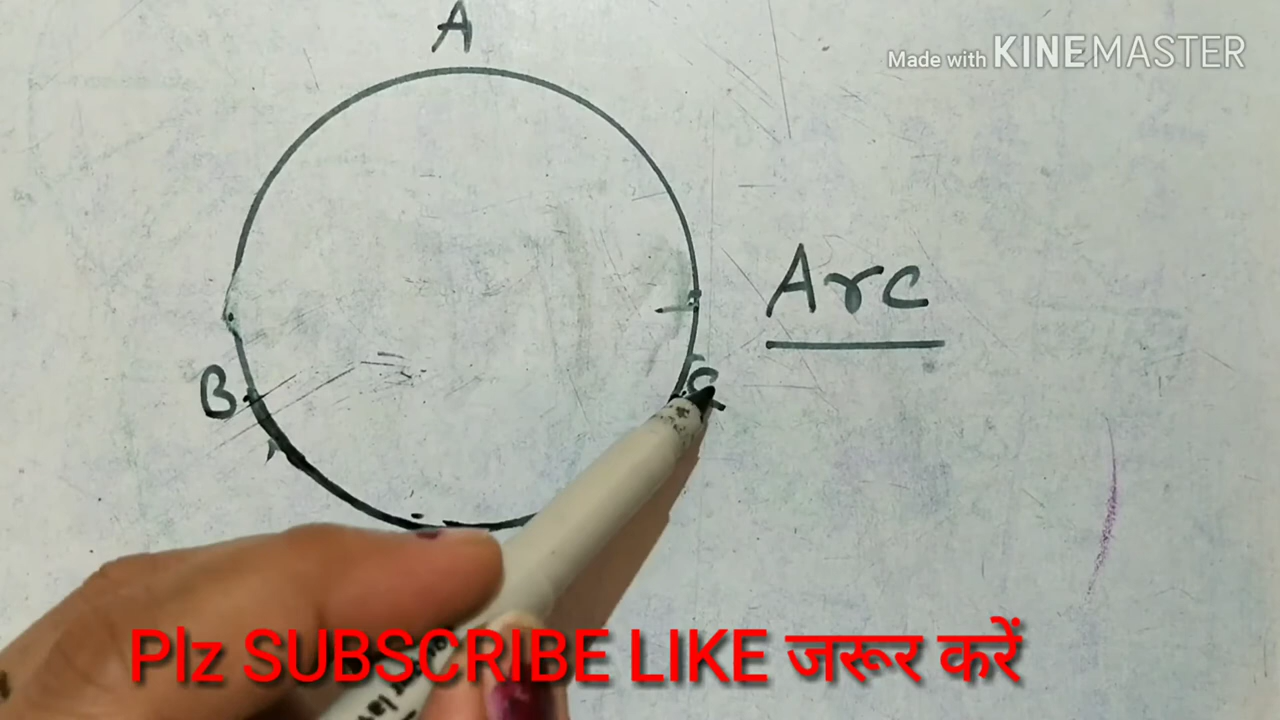 A
Made with KINEMASTER
Arc
B
C
Plz SUBSCRIBE LIKE जरूर करें